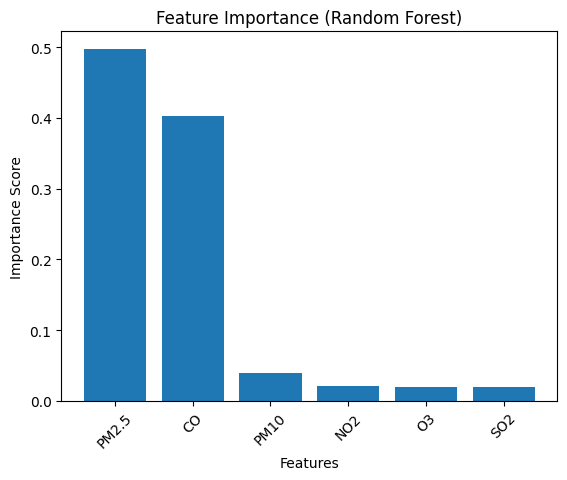 Feature Importance (Random Forest)
0.5
0.4
0.3
0.2
0.1
0.0
Importance Score
PM2.5
CO
PM10
NO2
O3
SO2
Features